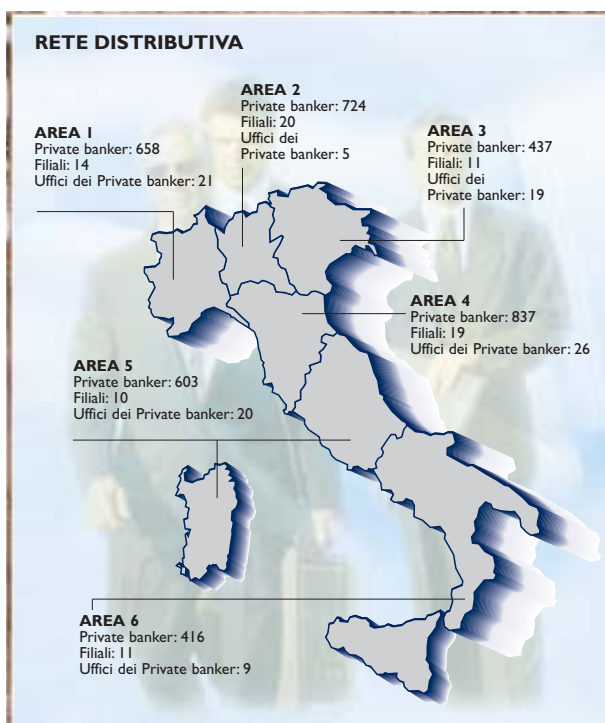 RETE DISTRIBUTIVA
AREA 1
Private banker: 658
Filiali: 14
Uffici dei Private banker: 21
AREA 2
Private banker: 724
Filiali: 20
Uffici dei
Private banker: 5
AREA 3
Private banker: 437
Filiali: 11
Uffici dei
Private banker: 19
AREA 4
Private banker: 837
Filiali: 19
Uffici dei Private banker: 26
AREA 5
Private banker: 603
Filiali: 10
Uffici dei Private banker: 20
AREA 6
Private banker: 416
Filiali: 11
Uffici dei Private banker: 9